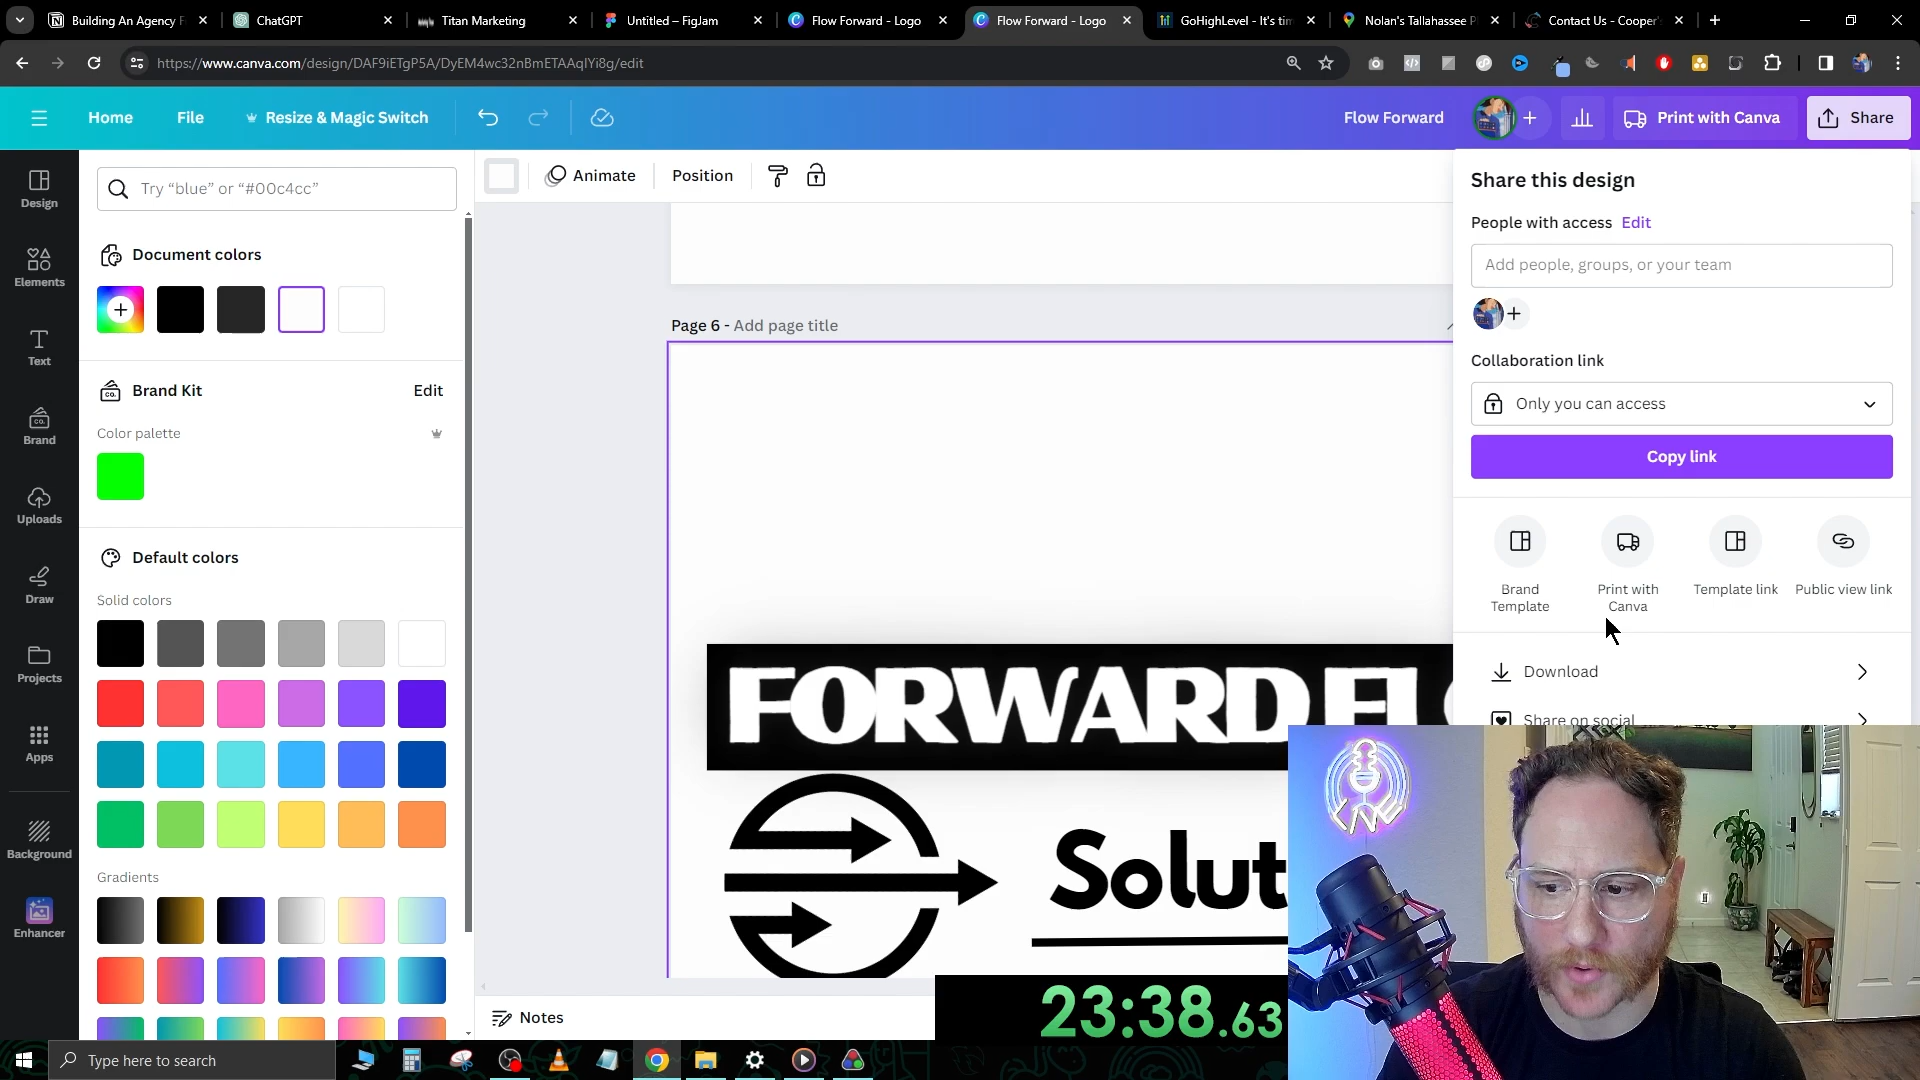 Building An Agency F
ChatGPT
Titan Marketing
Untitled – FigJam
Flow Forward - Logo
Flow Forward - Logo
GoHighLevel - It's tim
Nolan's Tallahassee P
Contact Us - Cooper'
https://www.canva.com/design/DAF9iETgP5A/DyEM4wc32nBmETAAqIYi8g/edit
Home
File
Resize & Magic Switch
Flow Forward
Print with Canva
Share
Design
Elements
Text
Brand
Uploads
Draw
Projects
Apps
Background
Enhancer
Try “blue” or “#00c4cc”
Document colors
Brand Kit
Edit
Color palette
Default colors
Solid colors
Gradients
Animate
Position
Page 6 - Add page title
FORWARD FLO
Solut
Notes
23:38.63
Share this design
People with access Edit
Add people, groups, or your team
Collaboration link
Only you can access
Copy link
Brand
Template
Print with
Canva
Template link
Public view link
Download
Share on social
Type here to search